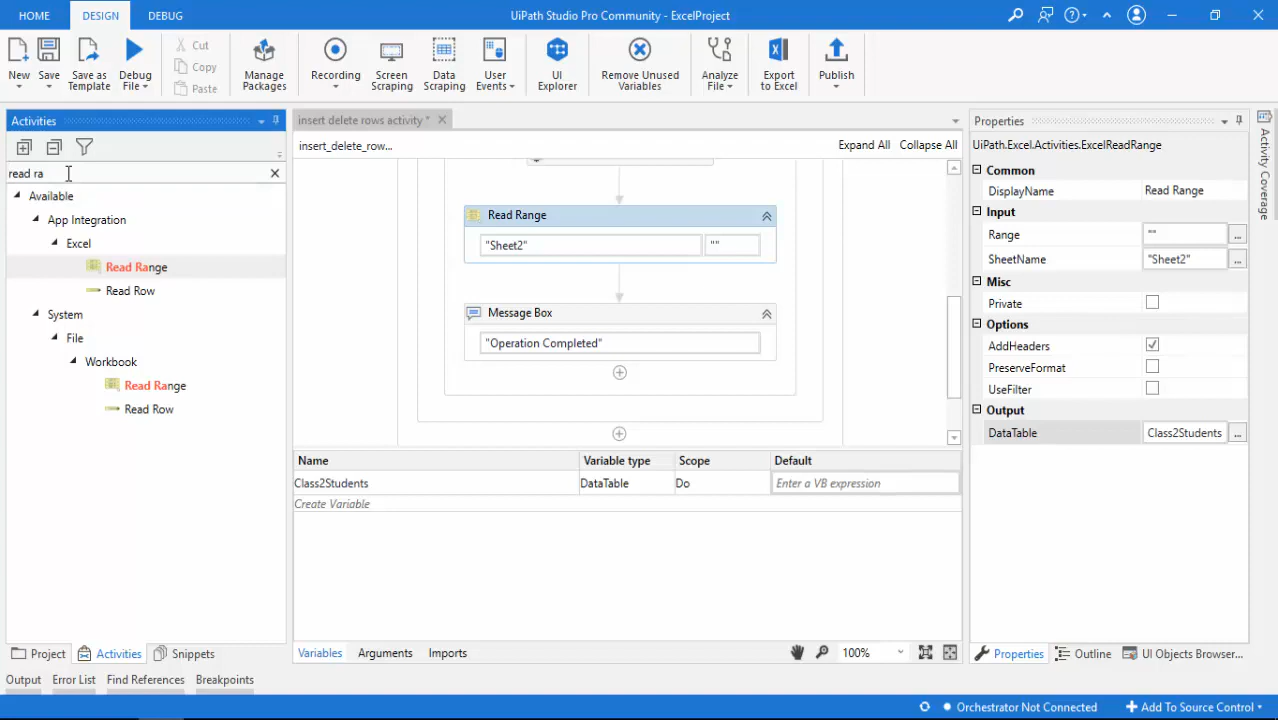 HOME DESIGN DEBUG UiPath Studio Pro Community - ExcelProject
New Save Save as Template Debug File Cut Copy Paste Manage Packages Recording Screen Scraping Data Scraping User Events UI Explorer Remove Unused Variables Analyze File Export to Excel Publish
Activities
read ra
Available
App Integration
Excel
Read Range
Read Row
System
File
Workbook
Read Range
Read Row
Project Activities Snippets
insert delete rows activity *
insert_delete_row... Expand All Collapse All
Read Range
"Sheet2" ""
Message Box
"Operation Completed"
Name Variable type Scope Default
Class2Students DataTable Do Enter a VB expression
Create Variable
Variables Arguments Imports 100%
Properties
UiPath.Excel.Activities.ExcelReadRange
Common
DisplayName Read Range
Input
Range "" ...
SheetName "Sheet2" ...
Misc
Private
Options
AddHeaders
PreserveFormat
UseFilter
Output
DataTable Class2Students ...
Properties Outline UI Objects Browser...
Activity Coverage
Output Error List Find References Breakpoints
Orchestrator Not Connected Add To Source Control